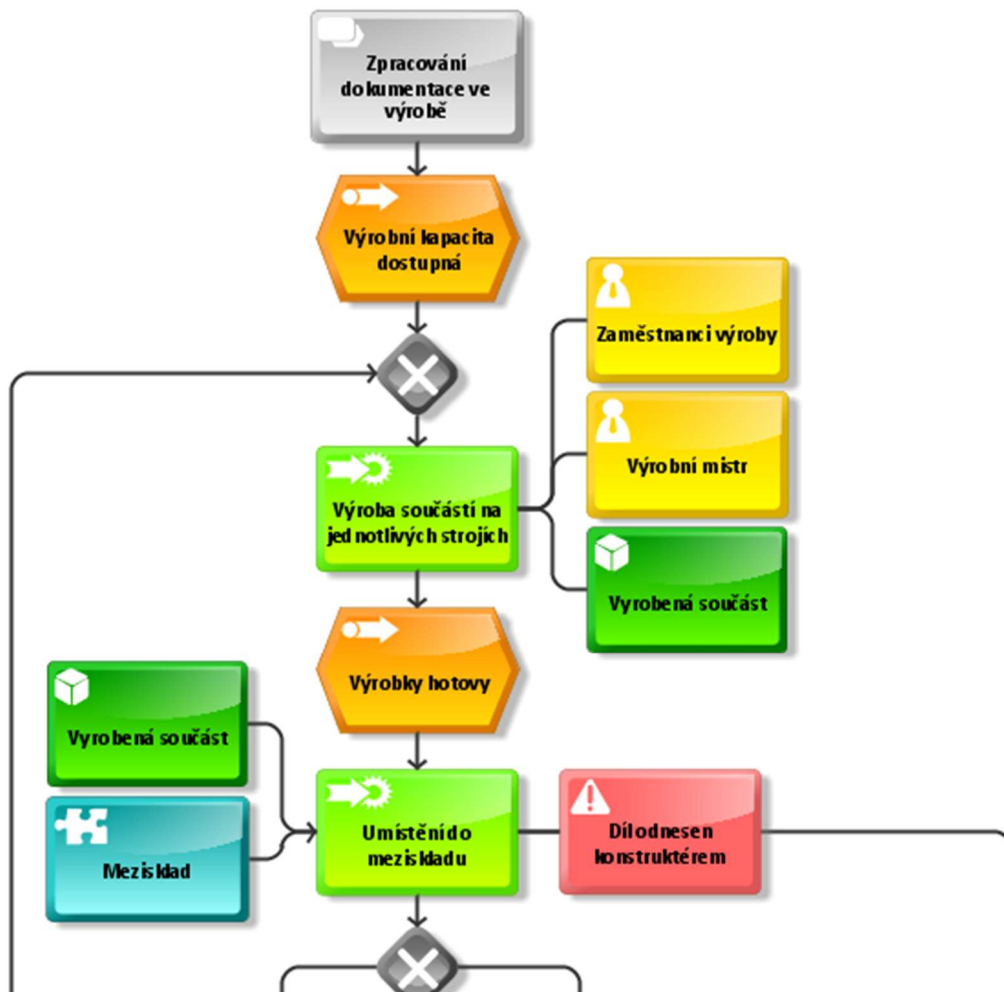 Zpracování
dokumentace ve
výrobě
Výrobní kapacita
dostupná
Zaměstnanci výroby
Výrobní mistr
Výroba součástí na
jednotlivých strojích
Vyrobená součást
Výrobky hotovy
Vyrobená součást
Umístění do
meziskladu
Díl odnesen
konstruktérem
Mezisklad